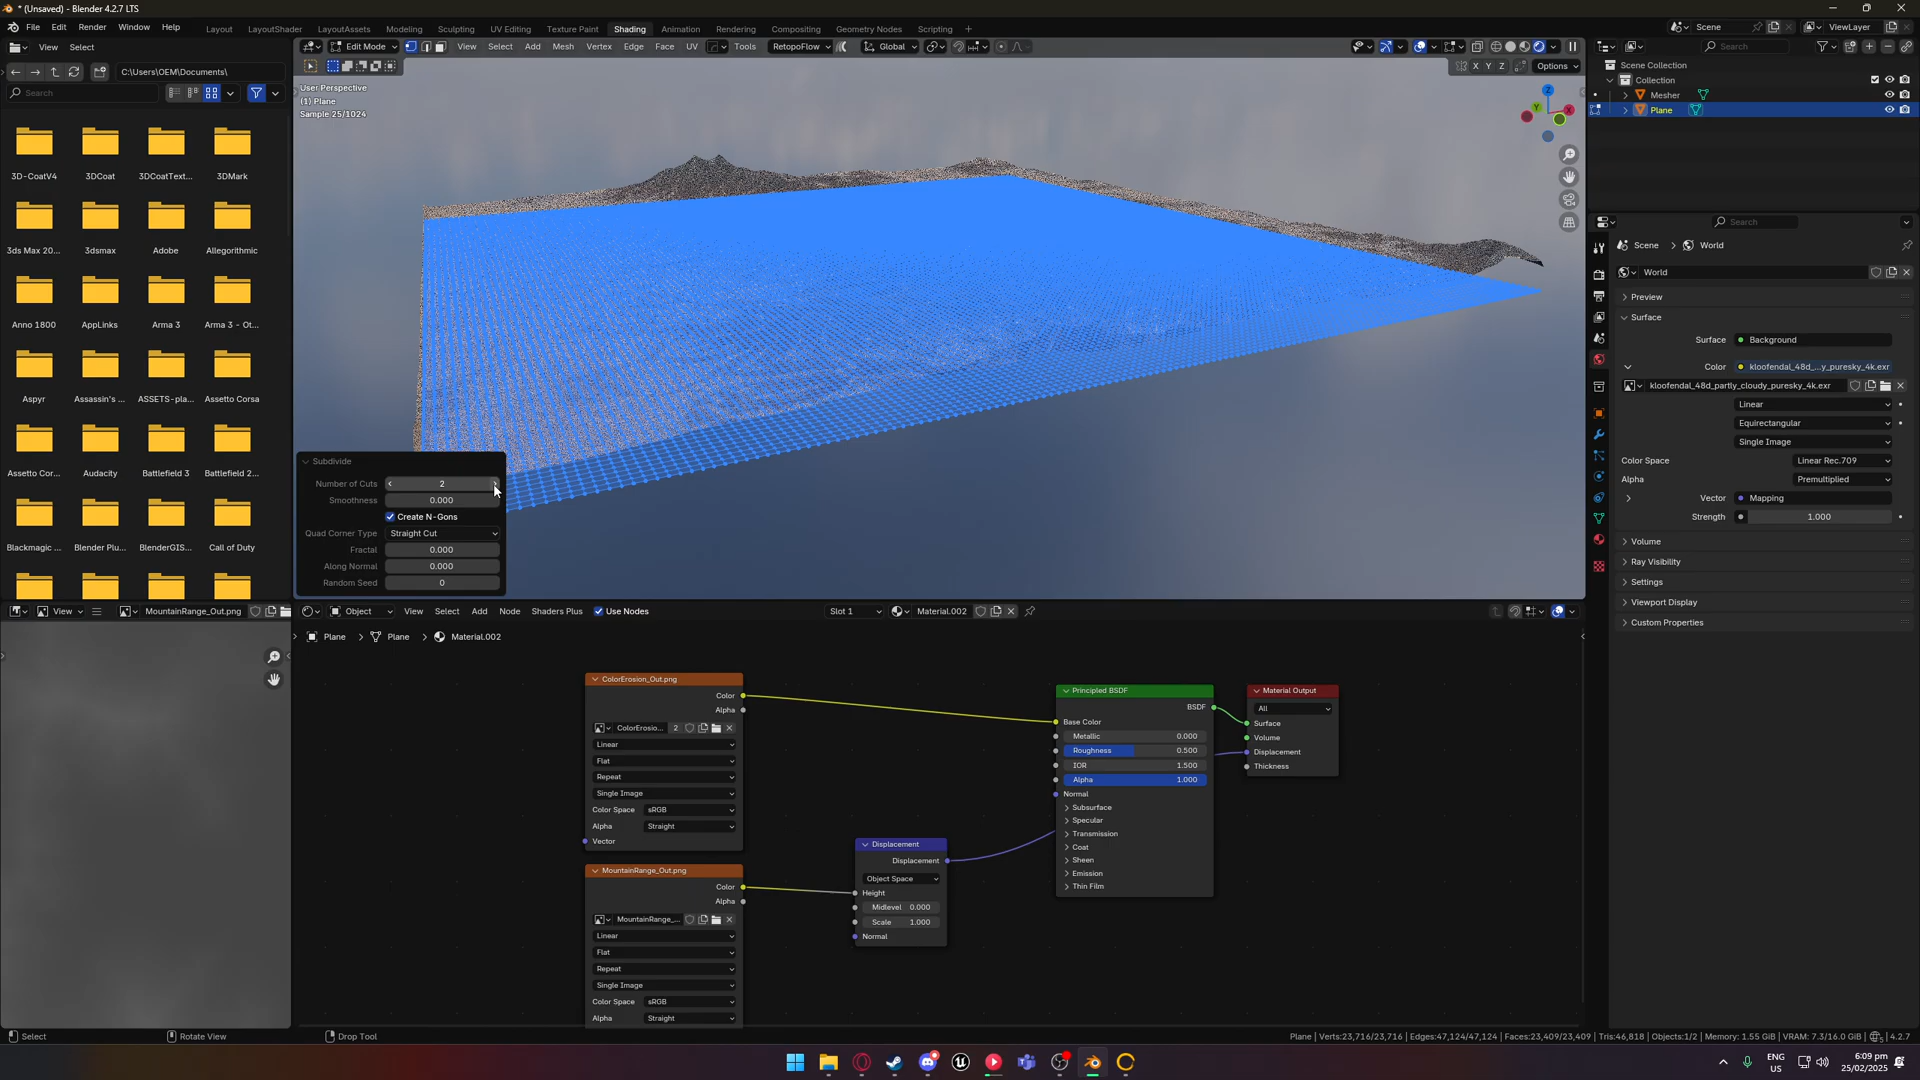 * (Unsaved) - Blender 4.2.7 LTS
File Edit Render Window Help
Layout LayoutShader LayoutAssets Modeling Sculpting UV Editing Texture Paint Shading Animation Rendering Compositing Geometry Nodes Scripting +
Scene
ViewLayer
View Select
Edit Mode
View Select Add Mesh Vertex Edge Face UV Tools RetopoFlow
Global
Search
C:\Users\OEM\Documents\
X Y Z
Options
Search
User Perspective
(1) Plane
Sample 25/1024
Scene Collection
Collection
Mesher
Plane
Z
Y
X
3D-CoatV4 3DCoat 3DCoatText... 3DMark
3ds Max 20... 3dsmax Adobe Allegorithmic
Anno 1800 AppLinks Arma 3 Arma 3 - Ot...
Aspyr Assassin's ... ASSETS-pla... Assetto Corsa
Assetto Cor... Audacity Battlefield 3 Battlefield 2...
Blackmagic ... Blender Plu... BlenderGIS... Call of Duty
Search
Scene > World
World
Preview
Surface
Surface Background
Color kloofendal_48d_...y_puresky_4k.exr
kloofendal_48d_partly_cloudy_puresky_4k.exr
Linear
Equirectangular
Single Image
Color Space Linear Rec.709
Alpha Premultiplied
Vector Mapping
Strength 1.000
Volume
Ray Visibility
Settings
Viewport Display
Custom Properties
Subdivide
Number of Cuts 2
Smoothness 0.000
Create N-Gons
Quad Corner Type Straight Cut
Fractal 0.000
Along Normal 0.000
Random Seed 0
View
MountainRange_Out.png
Object View Select Add Node Shaders Plus Use Nodes
Slot 1
Material.002
Plane > Plane > Material.002
ColorErosion_Out.png
Color
Alpha
ColorErosio... 2
Linear
Flat
Repeat
Single Image
Color Space sRGB
Alpha Straight
Vector
MountainRange_Out.png
Color
Alpha
MountainRange_...
Linear
Flat
Repeat
Single Image
Color Space sRGB
Alpha Straight
Displacement
Displacement
Object Space
Height
Midlevel 0.000
Scale 1.000
Normal
Principled BSDF
BSDF
Base Color
Metallic 0.000
Roughness 0.500
IOR 1.500
Alpha 1.000
Normal
Subsurface
Specular
Transmission
Coat
Sheen
Emission
Thin Film
Material Output
All
Surface
Volume
Displacement
Thickness
Select
Rotate View
Drop Tool
Plane | Verts:23,716/23,716 | Edges:47,124/47,124 | Faces:23,409/23,409 | Tris:46,818 | Objects:1/2 | Memory: 1.55 GiB | VRAM: 7.3/16.0 GiB | 4.2.7
ENG
US
6:09 pm
25/02/2025